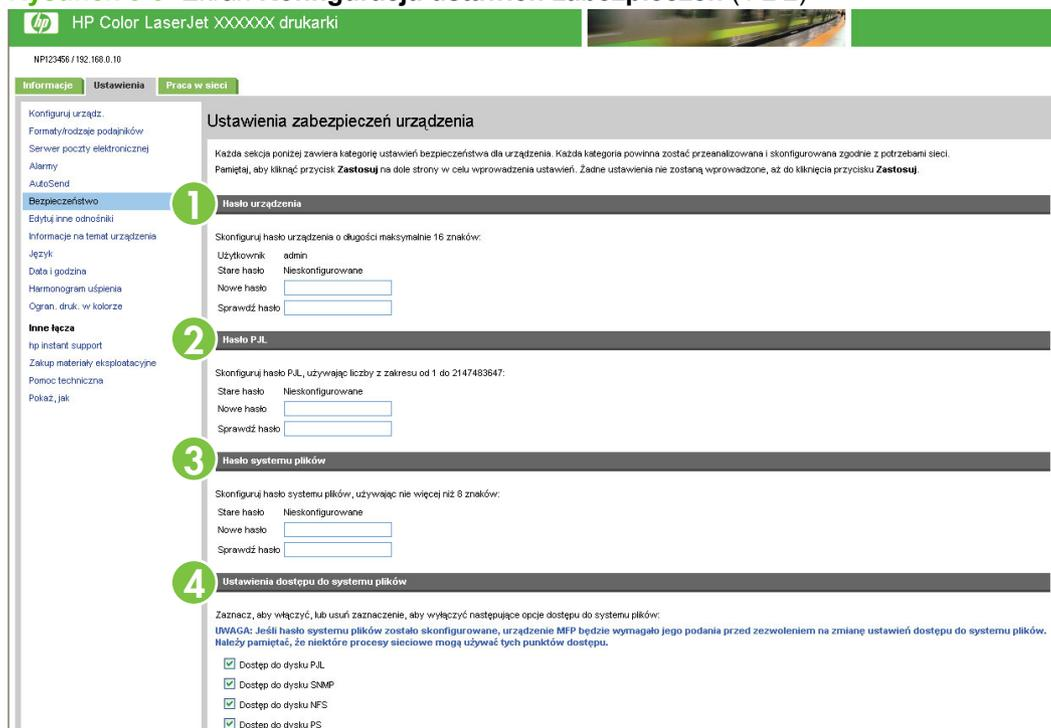 Konfiguracja ustawień zabezpieczeń
hp
HP Color LaserJet XXXXXX drukarki
NP123456 / 192.168.0.10
Informacje
Ustawienia
Praca w sieci
Konfiguruj urządz.
Formaty/rodzaje podajników
Serwer poczty elektronicznej
Alarmy
AutoSend
Bezpieczeństwo
Edytuj inne odnośniki
Informacje na temat urządzenia
Język
Data i godzina
Harmonogram uśpienia
Ogran. druk. w kolorze
Inne łącza
hp instant support
Zakup materiały eksploatacyjne
Pomoc techniczna
Pokaż, jak
Ustawienia zabezpieczeń urządzenia
Każda sekcja poniżej zawiera kategorię ustawień bezpieczeństwa dla urządzenia. Każda kategoria powinna zostać przeanalizowana i skonfigurowana zgodnie z potrzebami sieci.
Pamiętaj, aby kliknąć przycisk Zastosuj na dole strony w celu wprowadzenia ustawień. Żadne ustawienia nie zostaną wprowadzone, aż do kliknięcia przycisku Zastosuj.
1
Hasło urządzenia
Skonfiguruj hasło urządzenia o długości maksymalnie 16 znaków:
Użytkownik admin
Stare hasło Nieskonfigurowane
Nowe hasło
Sprawdź hasło
2
Hasło PJL
Skonfiguruj hasło PJL, używając liczby z zakresu od 1 do 2147483647:
Stare hasło Nieskonfigurowane
Nowe hasło
Sprawdź hasło
3
Hasło systemu plików
Skonfiguruj hasło systemu plików, używając nie więcej niż 8 znaków:
Stare hasło Nieskonfigurowane
Nowe hasło
Sprawdź hasło
4
Ustawienia dostępu do systemu plików
Zaznacz, aby włączyć, lub usuń zaznaczenie, aby wyłączyć następujące opcje dostępu do systemu plików:
UWAGA: Jeśli hasło systemu plików zostało skonfigurowane, urządzenie MFP będzie wymagało jego podania przed zezwoleniem na zmianę ustawień dostępu do systemu plików.
Należy pamiętać, że niektóre procesy sieciowe mogą używać tych punktów dostępu.
Dostęp do dysku PJL
Dostęp do dysku SNMP
Dostęp do dysku NFS
Dostęp do dysku PS